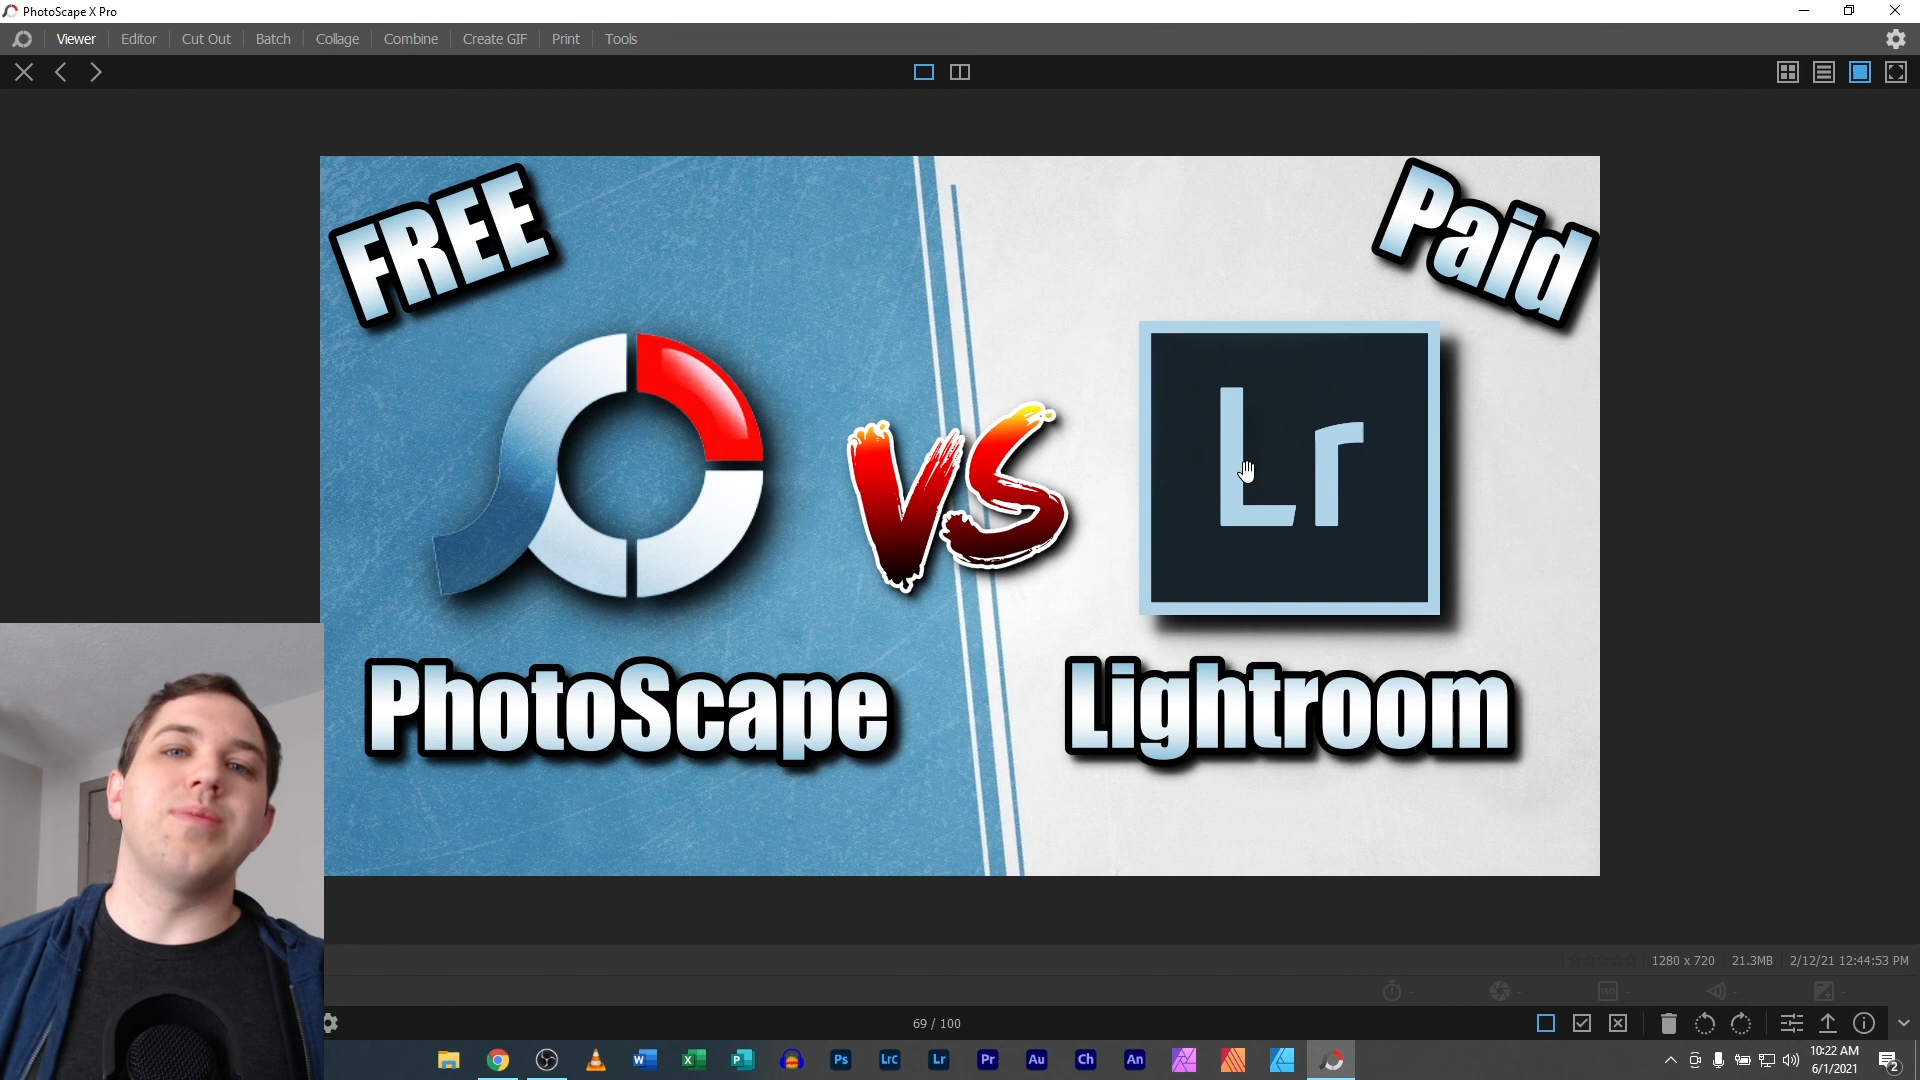 PhotoScape X Pro
Viewer Editor Cut Out Batch Collage Combine Create GIF Print Tools
FREE
Paid
VS
Lr
PhotoScape
Lightroom
1280 x 720 21.3MB 2/12/21 12:44:53 PM
- - ISO - - -
69 / 100
W X P Ps LrC Lr Pr Au Ch An
10:22 AM
6/1/2021
2